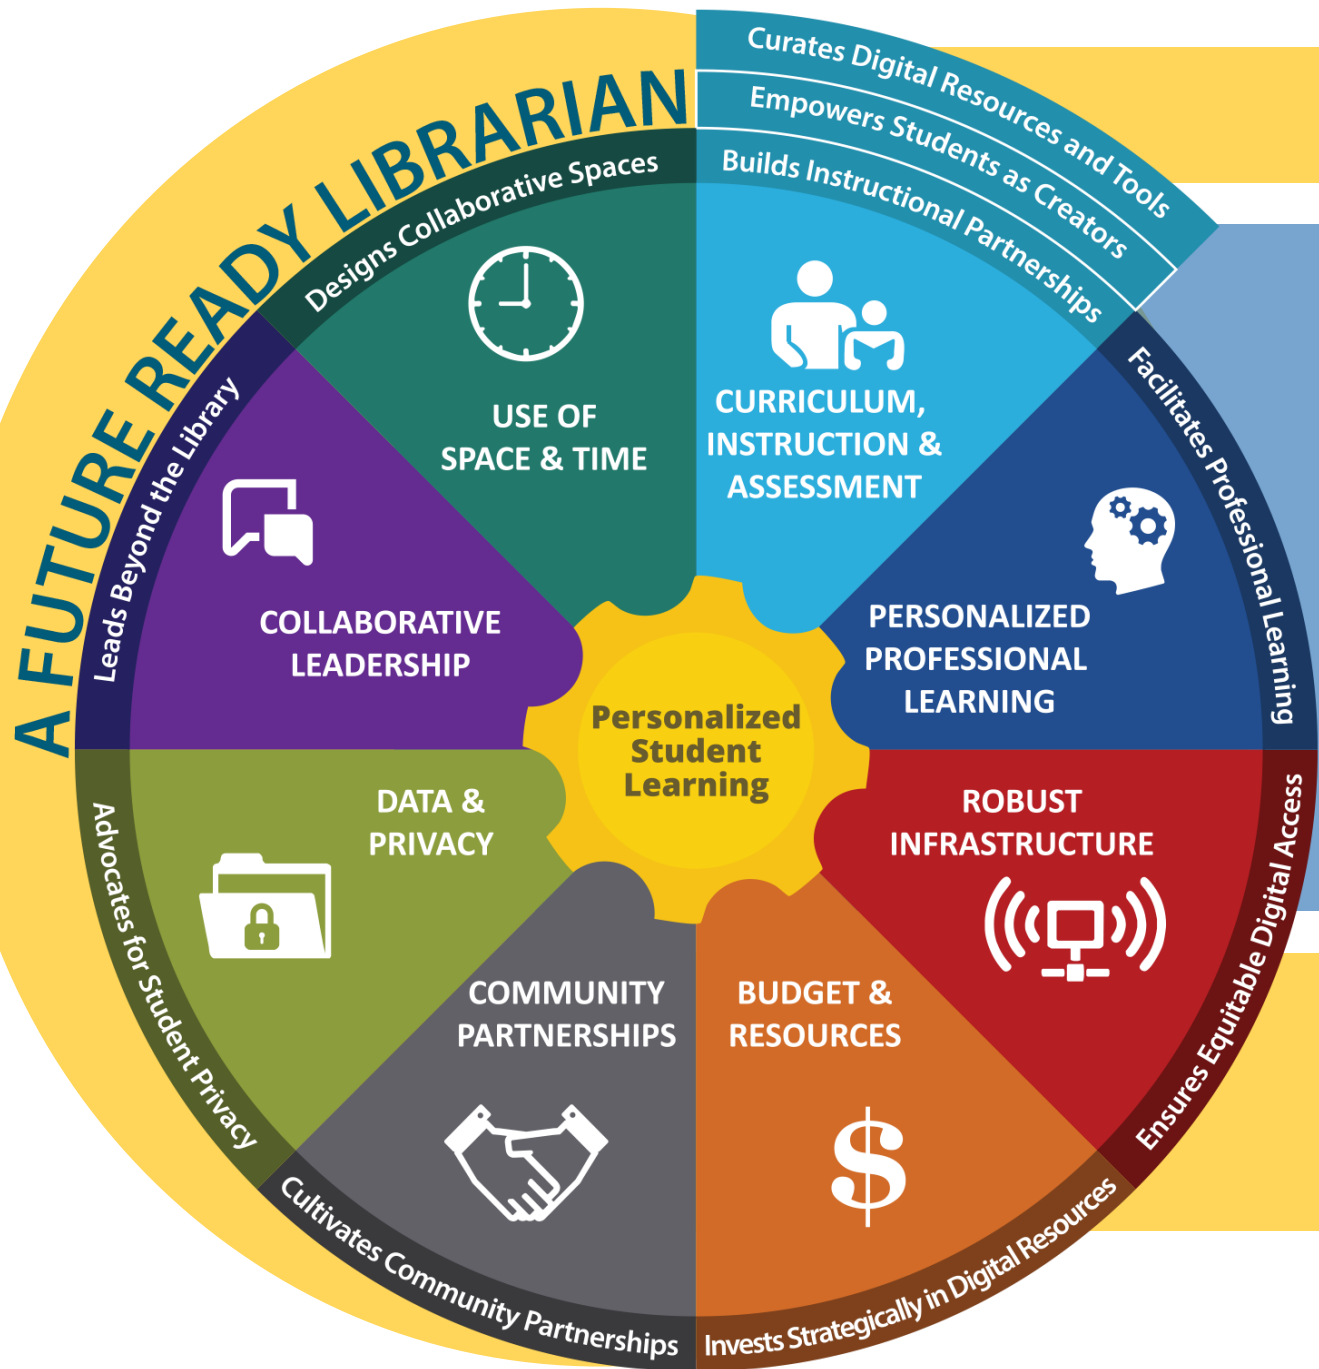 A FUTURE READY LIBRARIAN
Curates Digital Resources and Tools
Empowers Students as Creators
Builds Instructional Partnerships
CURRICULUM,
INSTRUCTION &
ASSESSMENT
Facilitates Professional Learning
PERSONALIZED
PROFESSIONAL
LEARNING
Ensures Equitable Digital Access
ROBUST
INFRASTRUCTURE
Invests Strategically in Digital Resources
BUDGET &
RESOURCES
$
Cultivates Community Partnerships
COMMUNITY
PARTNERSHIPS
Advocates for Student Privacy
DATA &
PRIVACY
Leads Beyond the Library
COLLABORATIVE
LEADERSHIP
Designs Collaborative Spaces
USE OF
SPACE & TIME
Personalized
Student
Learning